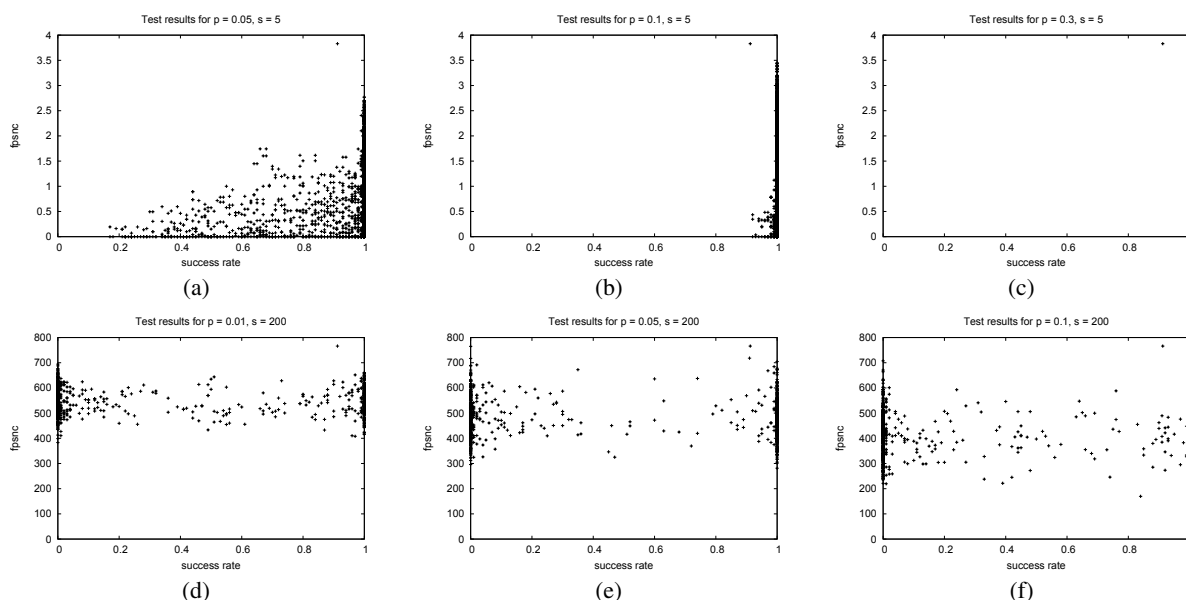 Test results for p = 0.05, s = 5
4
3.5
3
2.5
2
1.5
1
0.5
0
fpsnc
0 0.2 0.4 0.6 0.8 1
success rate
(a)
Test results for p = 0.1, s = 5
4
3.5
3
2.5
2
1.5
1
0.5
0
fpsnc
0 0.2 0.4 0.6 0.8 1
success rate
(b)
Test results for p = 0.3, s = 5
4
3.5
3
2.5
2
1.5
1
0.5
0
fpsnc
0 0.2 0.4 0.6 0.8 1
success rate
(c)
Test results for p = 0.01, s = 200
800
700
600
500
400
300
200
100
0
fpsnc
0 0.2 0.4 0.6 0.8 1
success rate
(d)
Test results for p = 0.05, s = 200
800
700
600
500
400
300
200
100
0
fpsnc
0 0.2 0.4 0.6 0.8 1
success rate
(e)
Test results for p = 0.1, s = 200
800
700
600
500
400
300
200
100
0
fpsnc
0 0.2 0.4 0.6 0.8 1
success rate
(f)